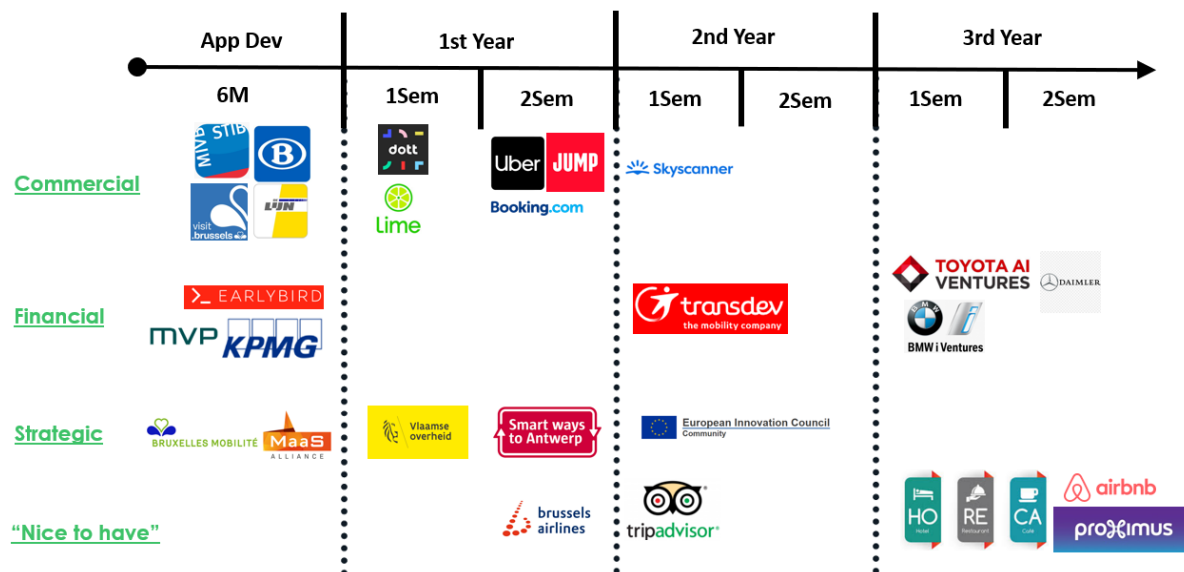 App Dev
1st Year
2nd Year
3rd Year
6M
1Sem
2Sem
1Sem
2Sem
1Sem
2Sem
Commercial
MIVB STIB
B
visit
.brussels
LIJN
dott
Lime
Uber
JUMP
Booking.com
Skyscanner
Financial
>_ EARLYBIRD
mvp
KPMG
transdev
the mobility company
TOYOTA AI
VENTURES
DAIMLER
BMW
i
BMW i Ventures
Strategic
BRUXELLES MOBILITÉ
MaaS
ALLIANCE
Vlaamse
overheid
Smart ways
to Antwerp
European Innovation Council
Community
"Nice to have"
brussels
airlines
tripadvisor®
HO
Hotel
RE
Restaurant
CA
Café
airbnb
proximus